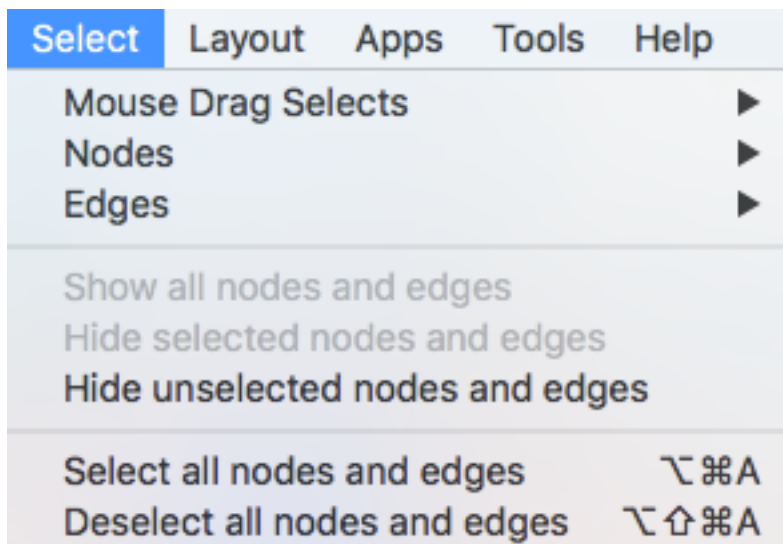 Select Layout Apps Tools Help
Mouse Drag Selects ▶
Nodes ▶
Edges ▶
Show all nodes and edges
Hide selected nodes and edges
Hide unselected nodes and edges
Select all nodes and edges ⌥⌘A
Deselect all nodes and edges ⌥⇧⌘A